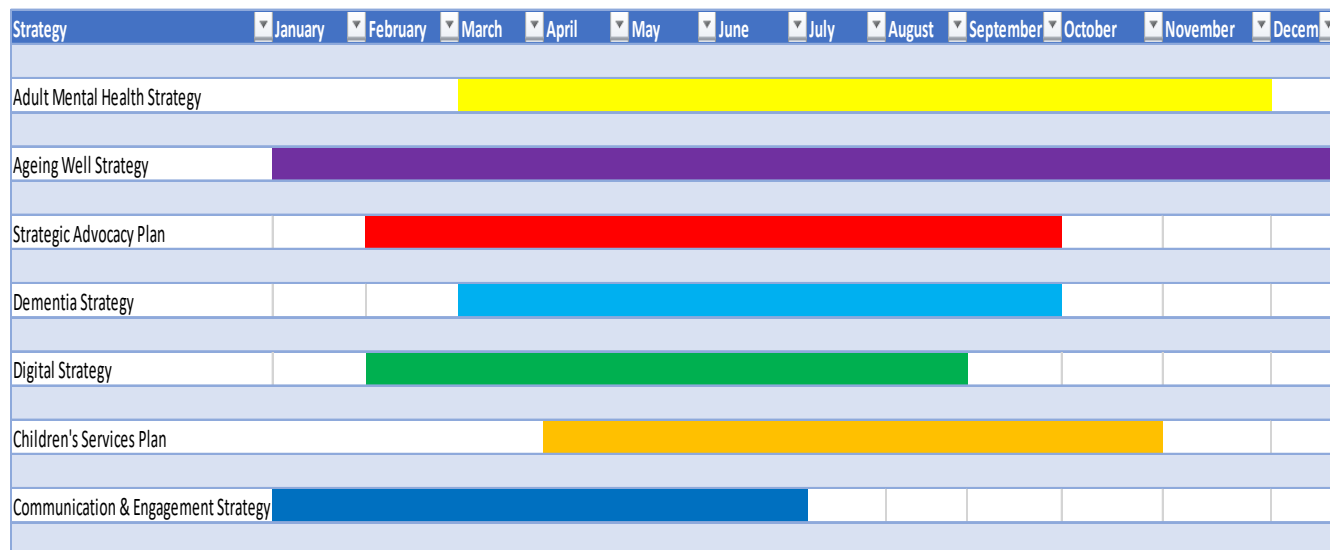 Strategy January February March April May June July August September October November Decem
Adult Mental Health Strategy
Ageing Well Strategy
Strategic Advocacy Plan
Dementia Strategy
Digital Strategy
Children's Services Plan
Communication & Engagement Strategy